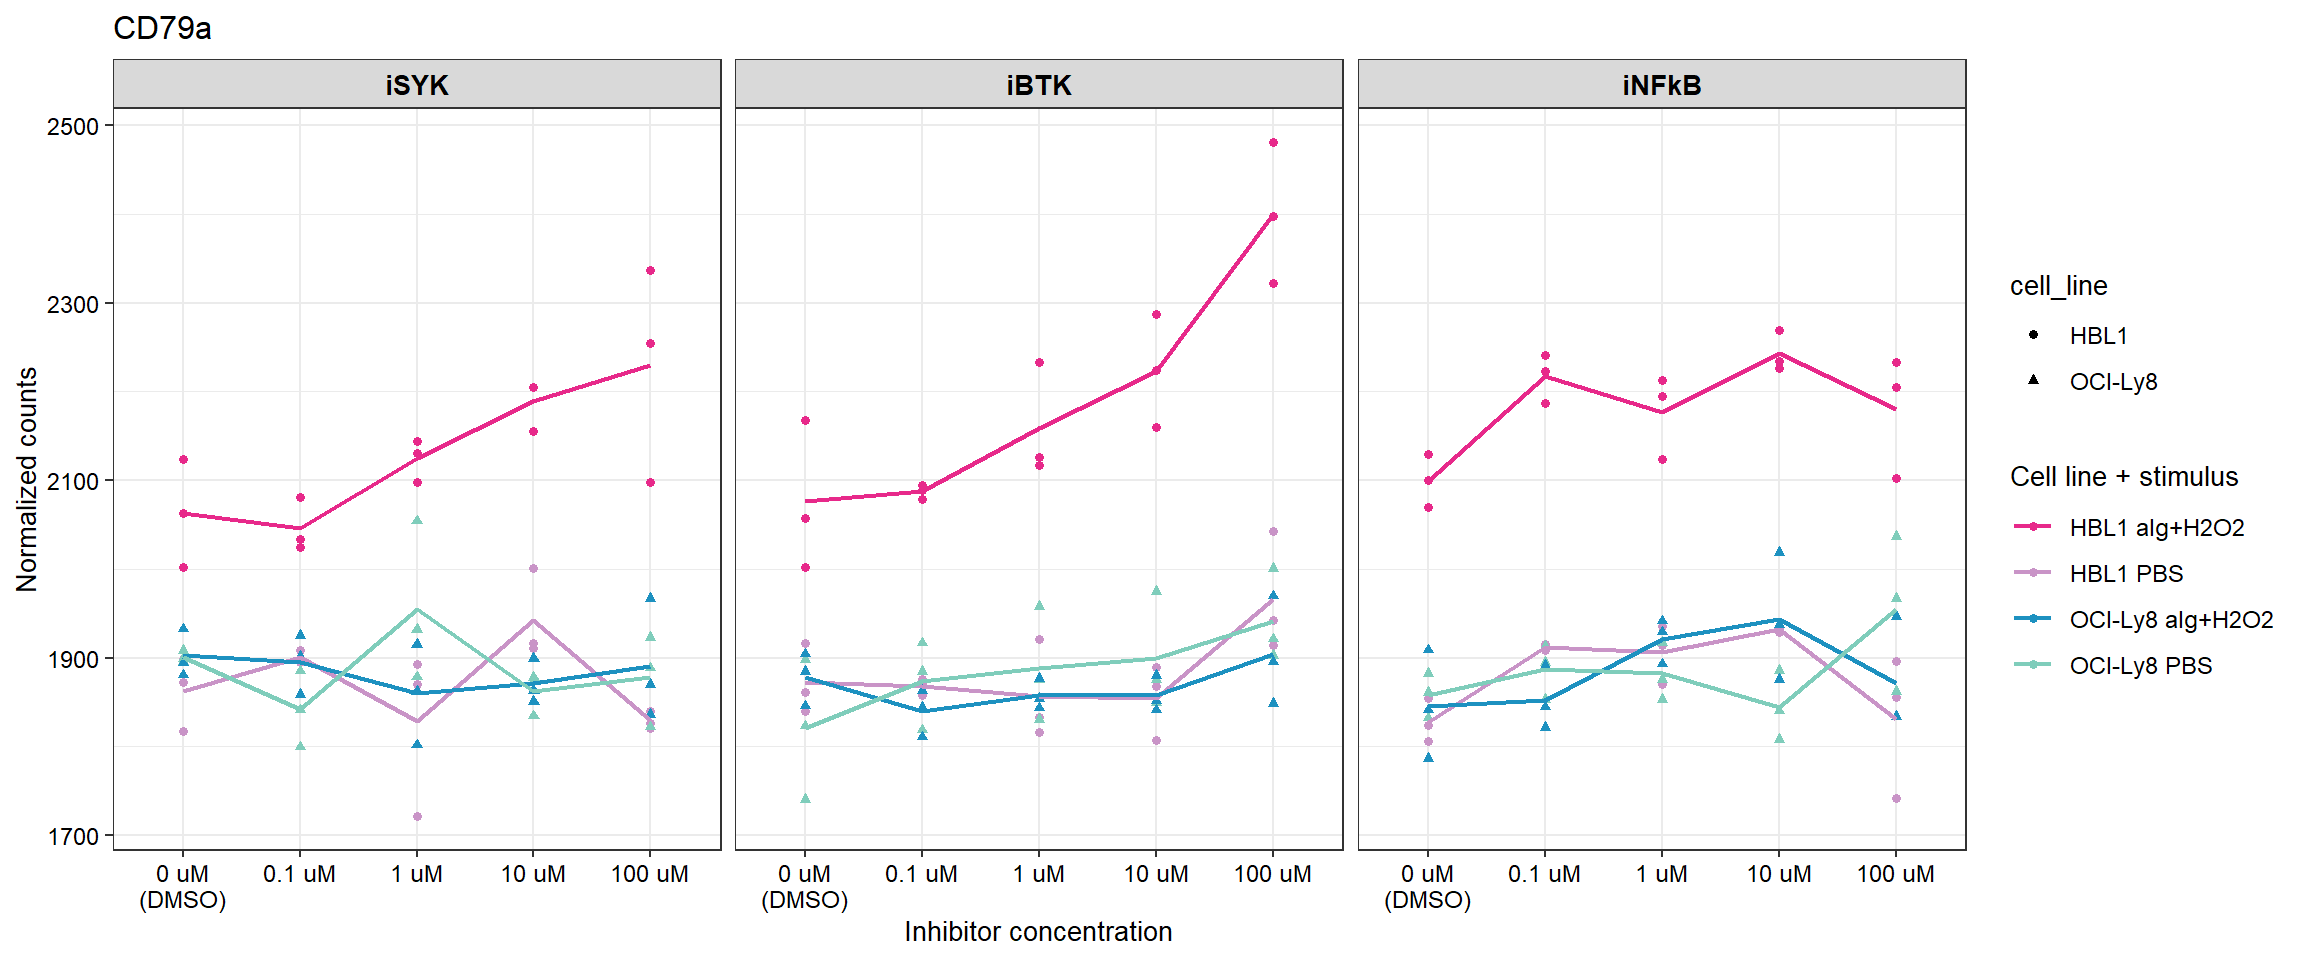 CD79a
iSYK
iBTK
iNFkB
Normalized counts
2500
2300
2100
1900
1700
0 uM
(DMSO)
0.1 uM
1 uM
10 uM
100 uM
0 uM
(DMSO)
0.1 uM
1 uM
10 uM
100 uM
0 uM
(DMSO)
0.1 uM
1 uM
10 uM
100 uM
Inhibitor concentration
cell_line
HBL1
OCI-Ly8
Cell line + stimulus
HBL1 aIg+H2O2
HBL1 PBS
OCI-Ly8 aIg+H2O2
OCI-Ly8 PBS